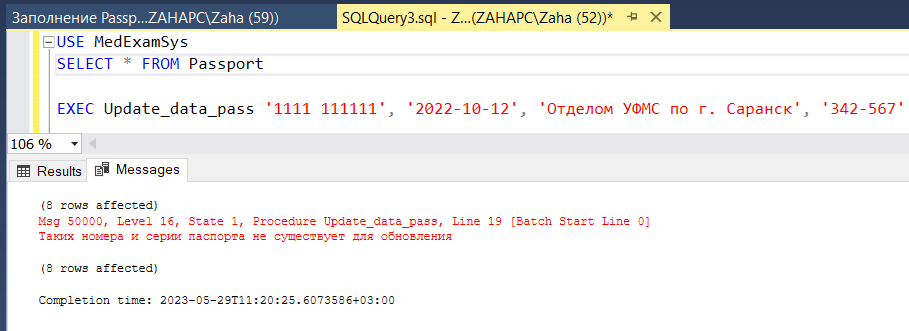 Заполнение Passp...ZAHAPC\Zaha (59))
SQLQuery3.sql - Z...(ZAHAPC\Zaha (52))*
USE MedExamSys
SELECT * FROM Passport
EXEC Update_data_pass '1111 111111', '2022-10-12', 'Отделом УФМС по г. Саранск', '342-567'
106 %
Results
Messages
(8 rows affected)
Msg 50000, Level 16, State 1, Procedure Update_data_pass, Line 19 [Batch Start Line 0]
Таких номера и серии паспорта не существует для обновления
(8 rows affected)
Completion time: 2023-05-29T11:20:25.6073586+03:00